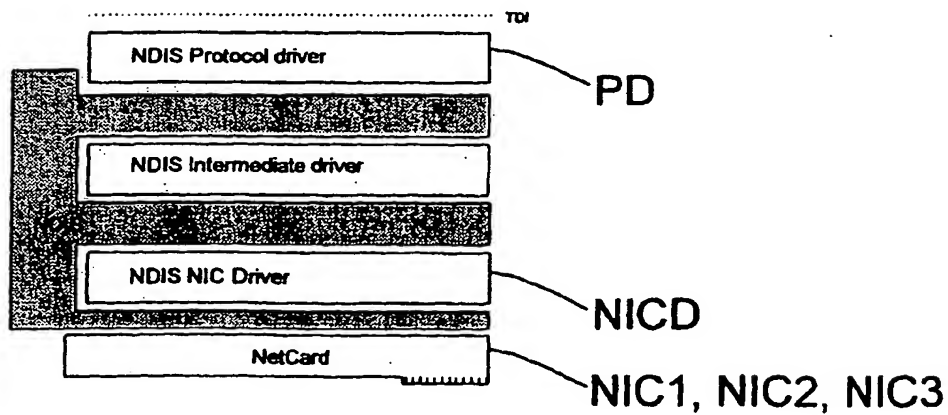 TDI
NDIS Protocol driver
PD
NDIS Intermediate driver
NDIS NIC Driver
NICD
NetCard
NIC1, NIC2, NIC3